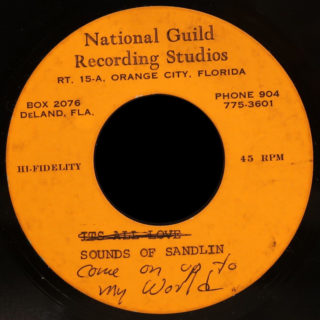 National Guild
Recording Studios
RT. 15-A, ORANGE CITY, FLORIDA
BOX 2076
DeLAND, FLA.
PHONE 904
775-3601
HI-FIDELITY
45 RPM
ITS ALL LOVE
SOUNDS OF SANDLIN
Come on up to
my World